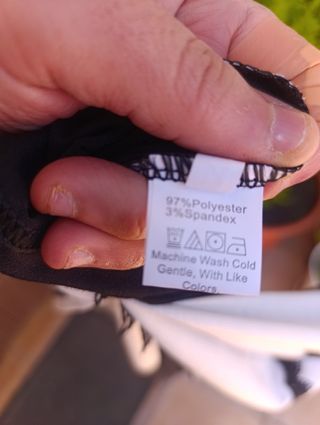 97%Polyester
3%Spandex
Machine Wash Cold
Gentle, With Like
Colors